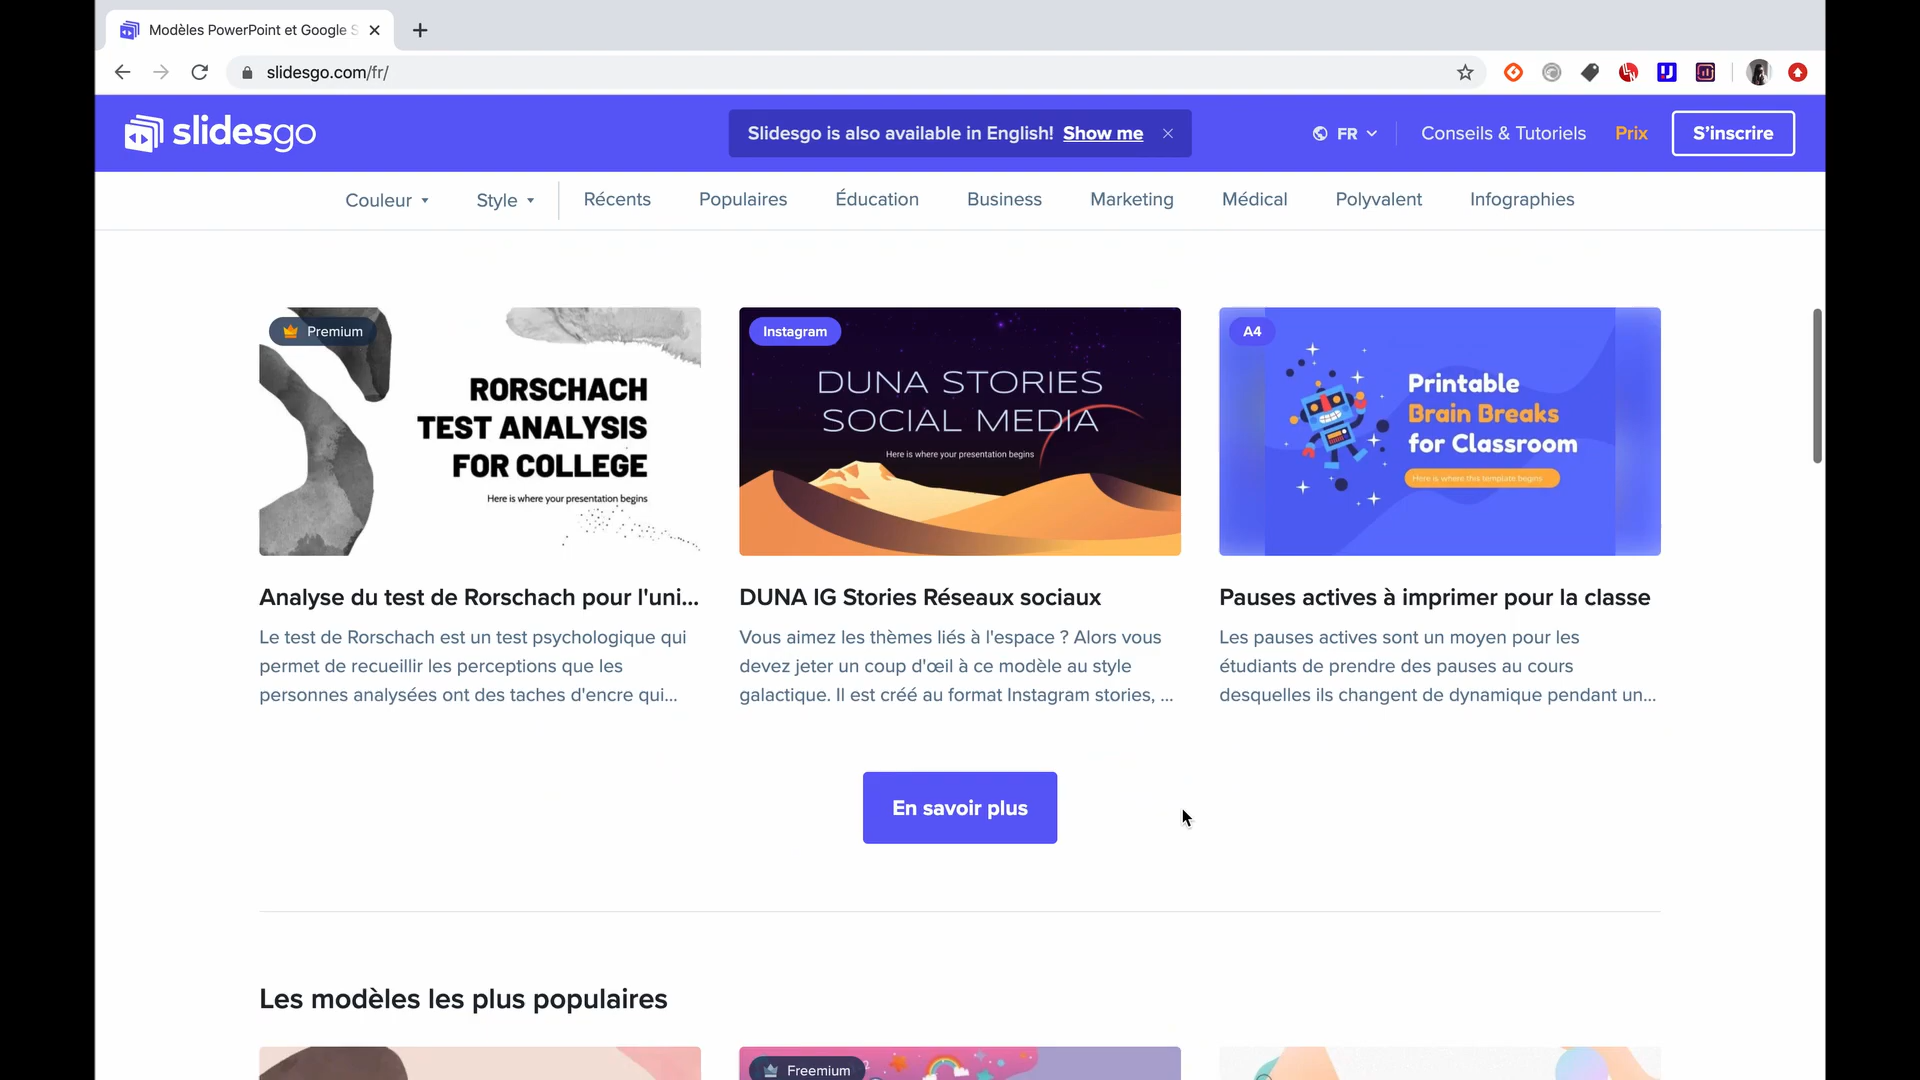 Modèles PowerPoint et Google S
slidesgo.com/fr/
slidesgo
Slidesgo is also available in English! Show me
FR
Conseils & Tutoriels
Prix
S'inscrire
Couleur
Style
Récents
Populaires
Éducation
Business
Marketing
Médical
Polyvalent
Infographies
Premium
RORSCHACH
TEST ANALYSIS
FOR COLLEGE
Here is where your presentation begins
Analyse du test de Rorschach pour l'uni...
Le test de Rorschach est un test psychologique qui
permet de recueillir les perceptions que les
personnes analysées ont des taches d'encre qui...
Instagram
DUNA STORIES
SOCIAL MEDIA
Here is where your presentation begins
DUNA IG Stories Réseaux sociaux
Vous aimez les thèmes liés à l'espace ? Alors vous
devez jeter un coup d'œil à ce modèle au style
galactique. Il est créé au format Instagram stories, ...
A4
Printable
Brain Breaks
for Classroom
Here is where this template begins
Pauses actives à imprimer pour la classe
Les pauses actives sont un moyen pour les
étudiants de prendre des pauses au cours
desquelles ils changent de dynamique pendant un...
En savoir plus
Les modèles les plus populaires
Freemium